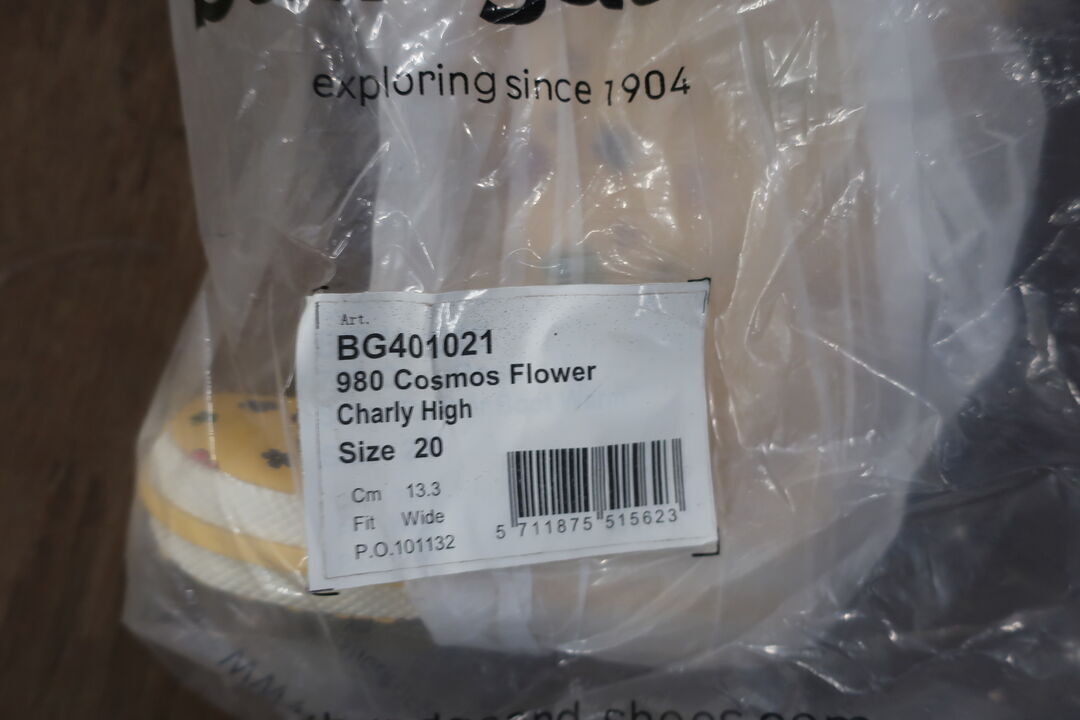 exploring since 1904
Art.
BG401021
980 Cosmos Flower
Charly High
Size 20
Cm 13.3
Fit Wide
P.O.101132
5 711875 515623